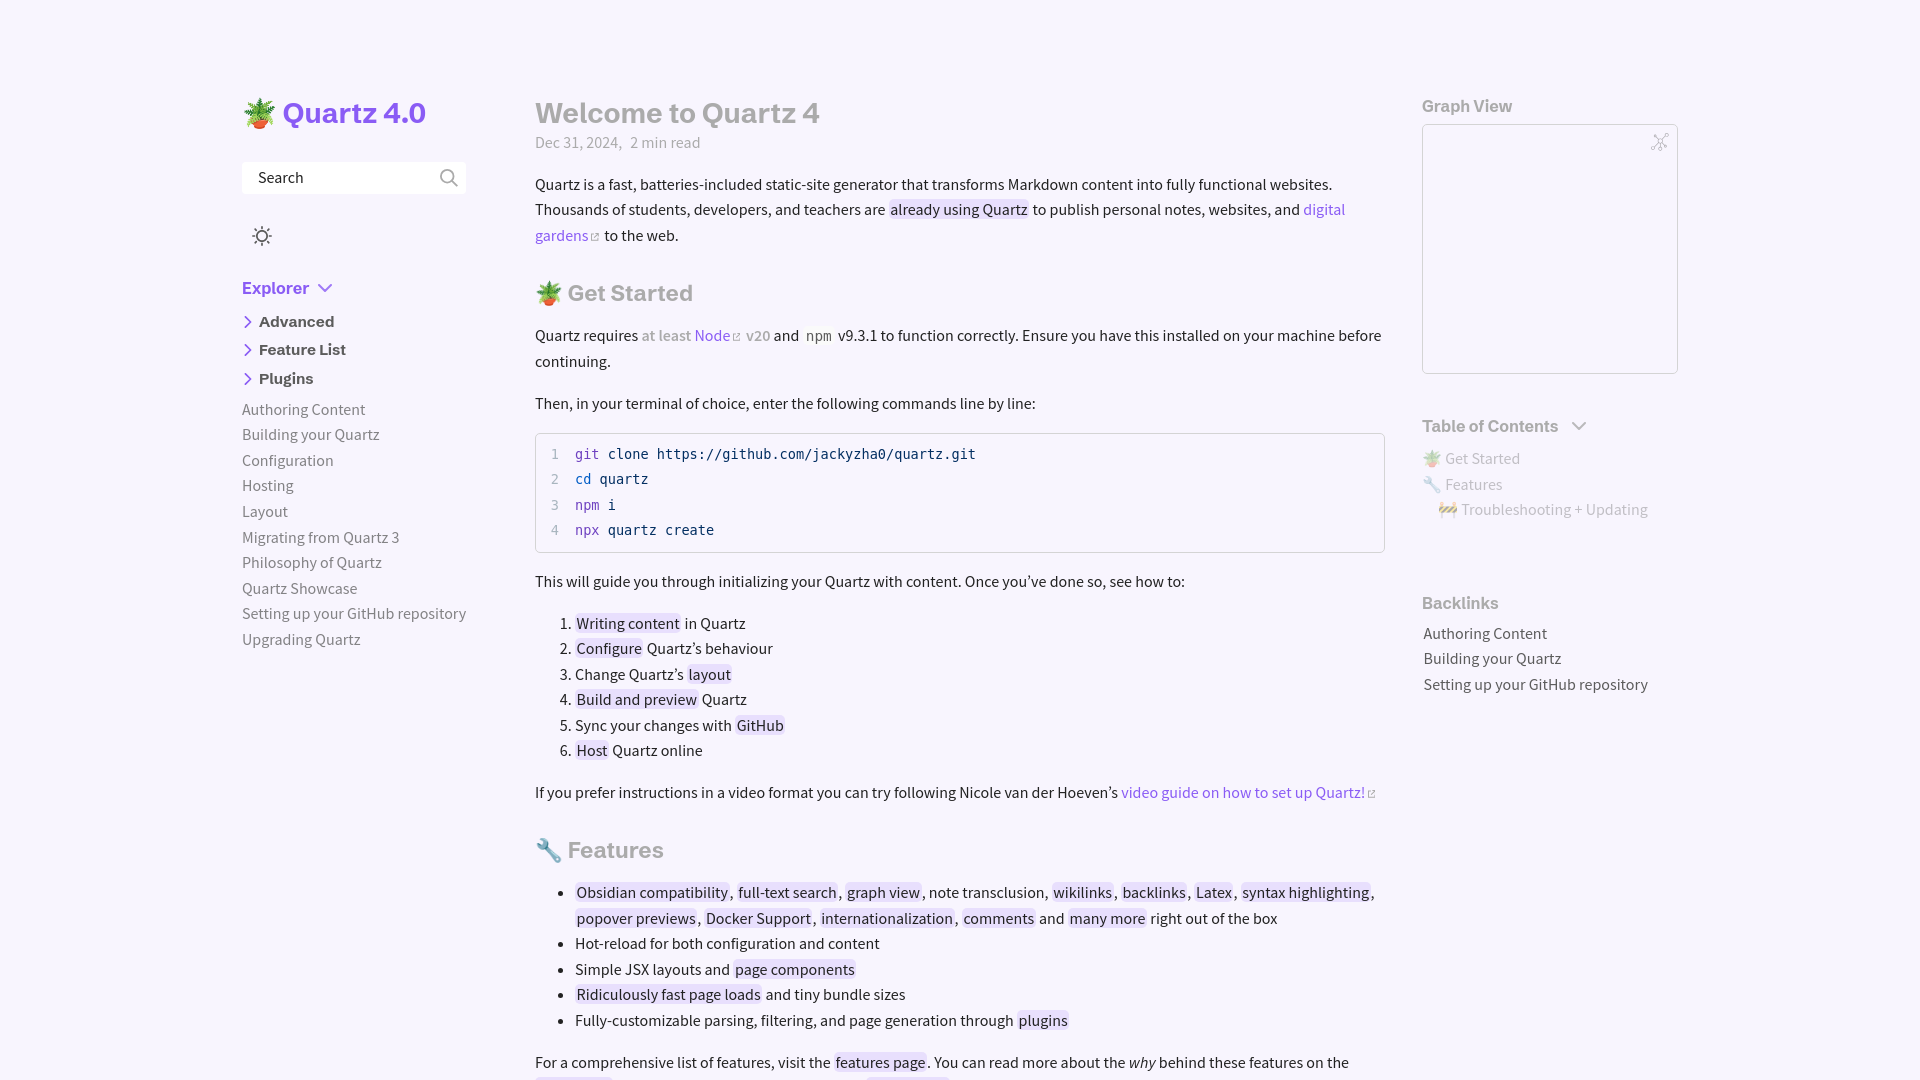 🪴 Quartz 4.0
Search
Explorer
Advanced
Feature List
Plugins
Authoring Content
Building your Quartz
Configuration
Hosting
Layout
Migrating from Quartz 3
Philosophy of Quartz
Quartz Showcase
Setting up your GitHub repository
Upgrading Quartz
Welcome to Quartz 4
Dec 31, 2024, 2 min read
Quartz is a fast, batteries-included static-site generator that transforms Markdown content into fully functional websites.
Thousands of students, developers, and teachers are already using Quartz to publish personal notes, websites, and digital
gardens to the web.
🪴 Get Started
Quartz requires at least Node v20 and npm v9.3.1 to function correctly. Ensure you have this installed on your machine before
continuing.
Then, in your terminal of choice, enter the following commands line by line:
1 git clone https://github.com/jackyzha0/quartz.git
2 cd quartz
3 npm i
4 npx quartz create
This will guide you through initializing your Quartz with content. Once you’ve done so, see how to:
1. Writing content in Quartz
2. Configure Quartz’s behaviour
3. Change Quartz’s layout
4. Build and preview Quartz
5. Sync your changes with GitHub
6. Host Quartz online
If you prefer instructions in a video format you can try following Nicole van der Hoeven’s video guide on how to set up Quartz!
🔧 Features
• Obsidian compatibility, full-text search, graph view, note transclusion, wikilinks, backlinks, Latex, syntax highlighting,
popover previews, Docker Support, internationalization, comments and many more right out of the box
• Hot-reload for both configuration and content
• Simple JSX layouts and page components
• Ridiculously fast page loads and tiny bundle sizes
• Fully-customizable parsing, filtering, and page generation through plugins
For a comprehensive list of features, visit the features page. You can read more about the why behind these features on the
Graph View
Table of Contents
🪴 Get Started
🔧 Features
🚧 Troubleshooting + Updating
Backlinks
Authoring Content
Building your Quartz
Setting up your GitHub repository